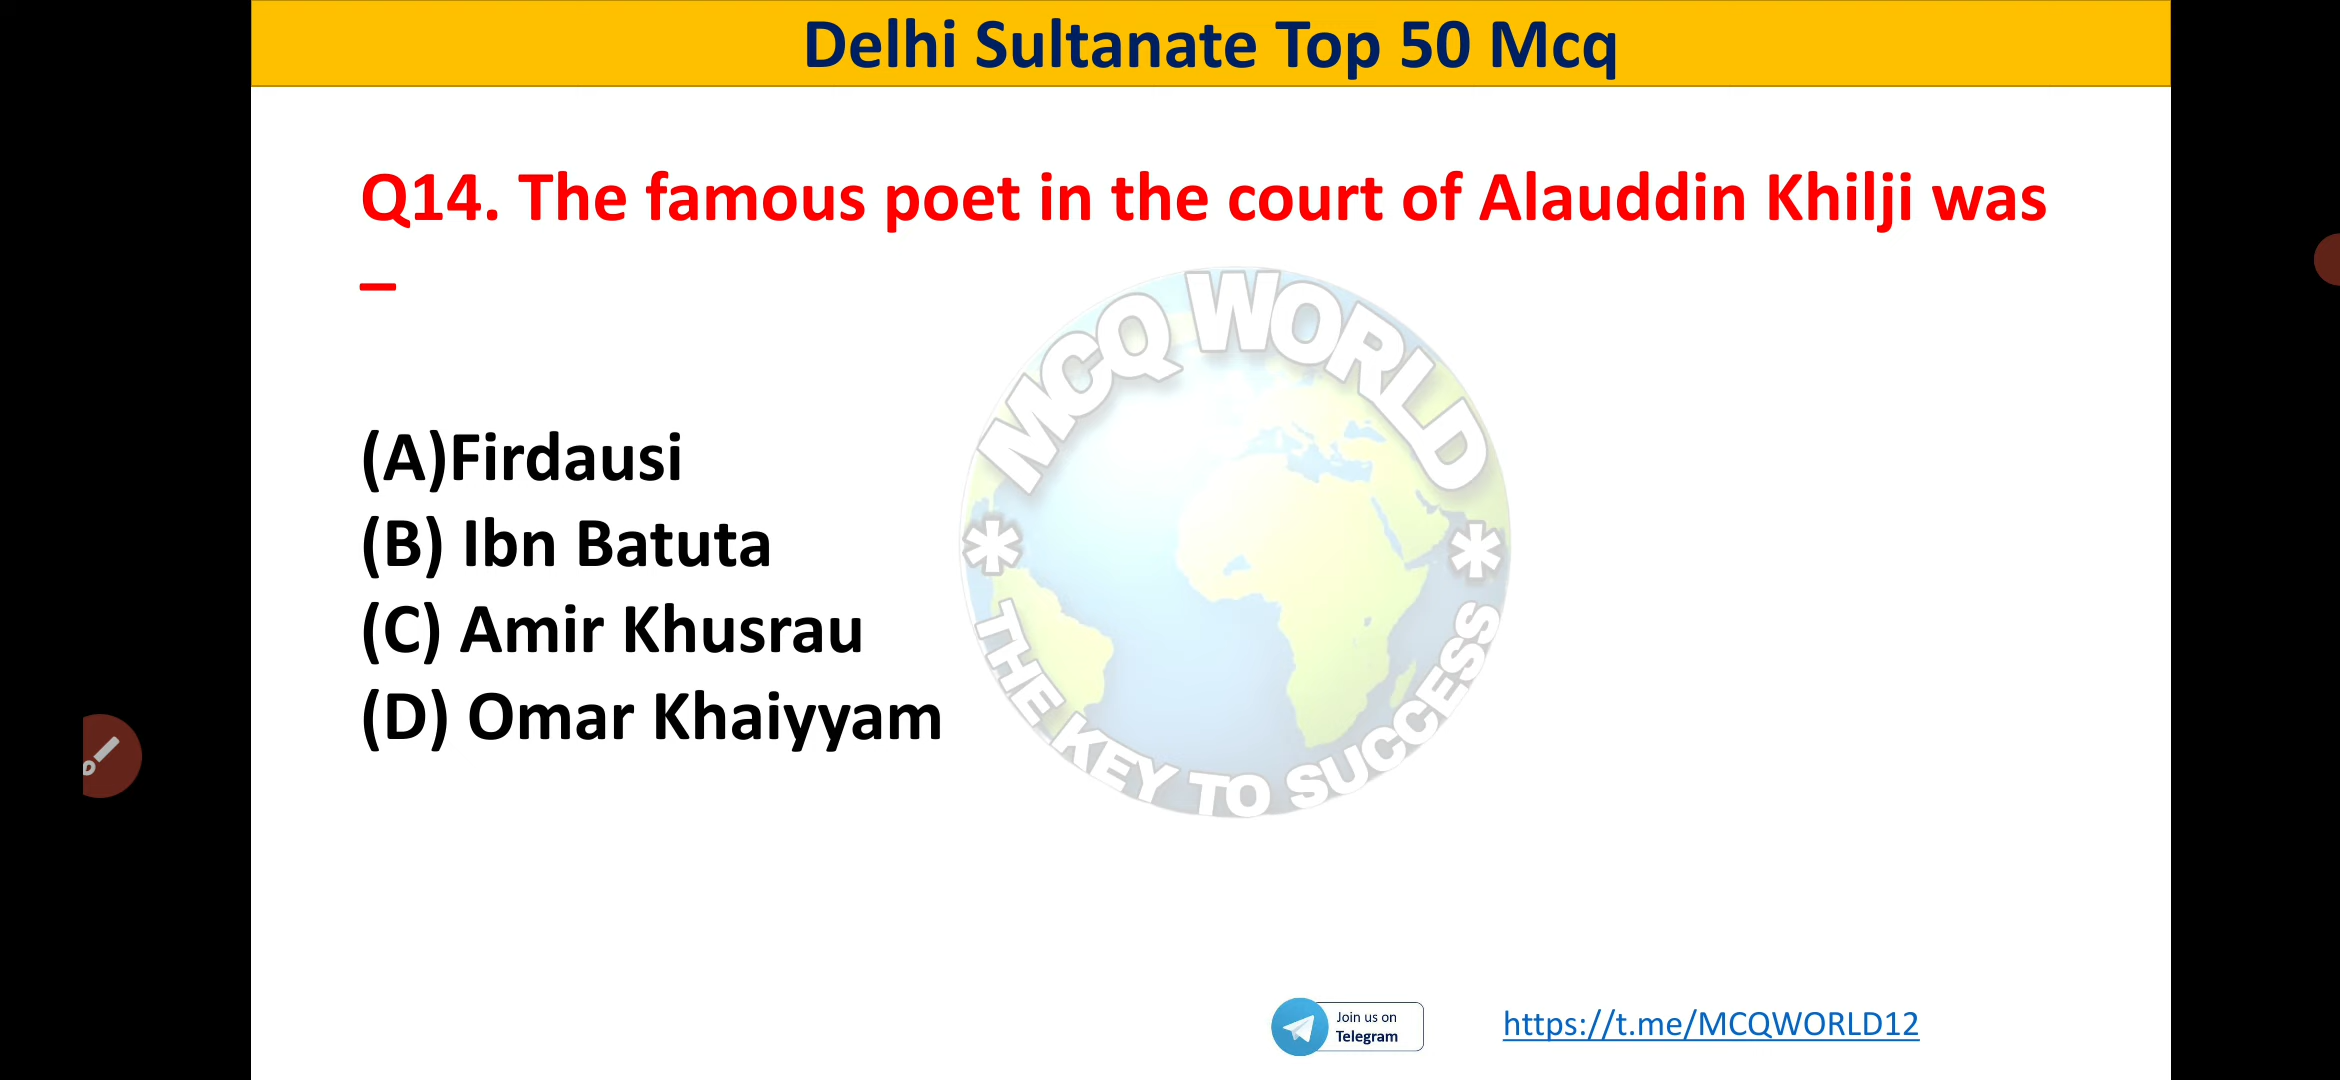 Delhi Sultanate Top 50 Mcq
Q14. The famous poet in the court of Alauddin Khilji was
–
MCQ WORLD
(A)Firdausi
(B) Ibn Batuta
(C) Amir Khusrau
(D) Omar Khaiyyam
* THE KEY TO SUCCESS *
Join us on
Telegram
https://t.me/MCQWORLD12